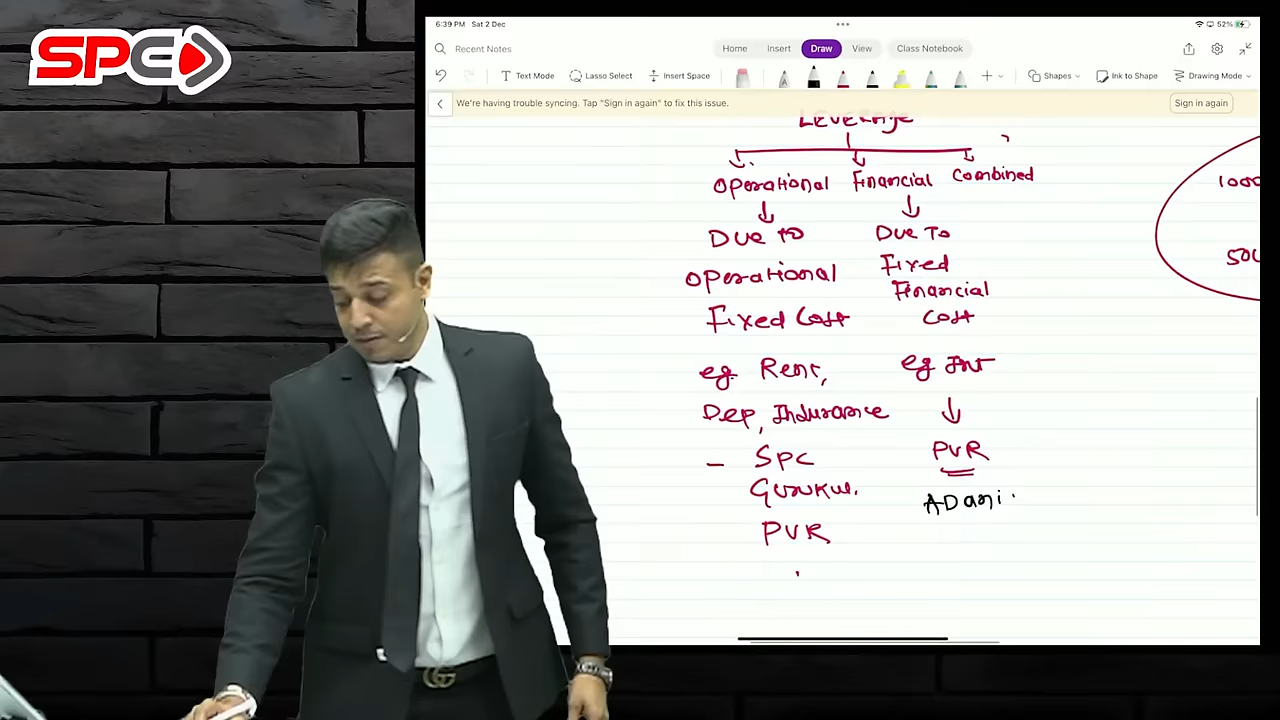 SPC
6:39 PM Sat 2 Dec
52%
Recent Notes
Home Insert Draw View Class Notebook
Text Mode Lasso Select Insert Space Shapes Ink to Shape Drawing Mode
We're having trouble syncing. Tap "Sign in again" to fix this issue.
Sign in again
Leverage
Operational Financial Combined
Due to Due To
Operational Fixed
Financial
Fixed Cost Cost
eg. Rent, eg Int
Dep, Indurance
- SPC PVR
Gurukul. ADani.
PVR
1000
500